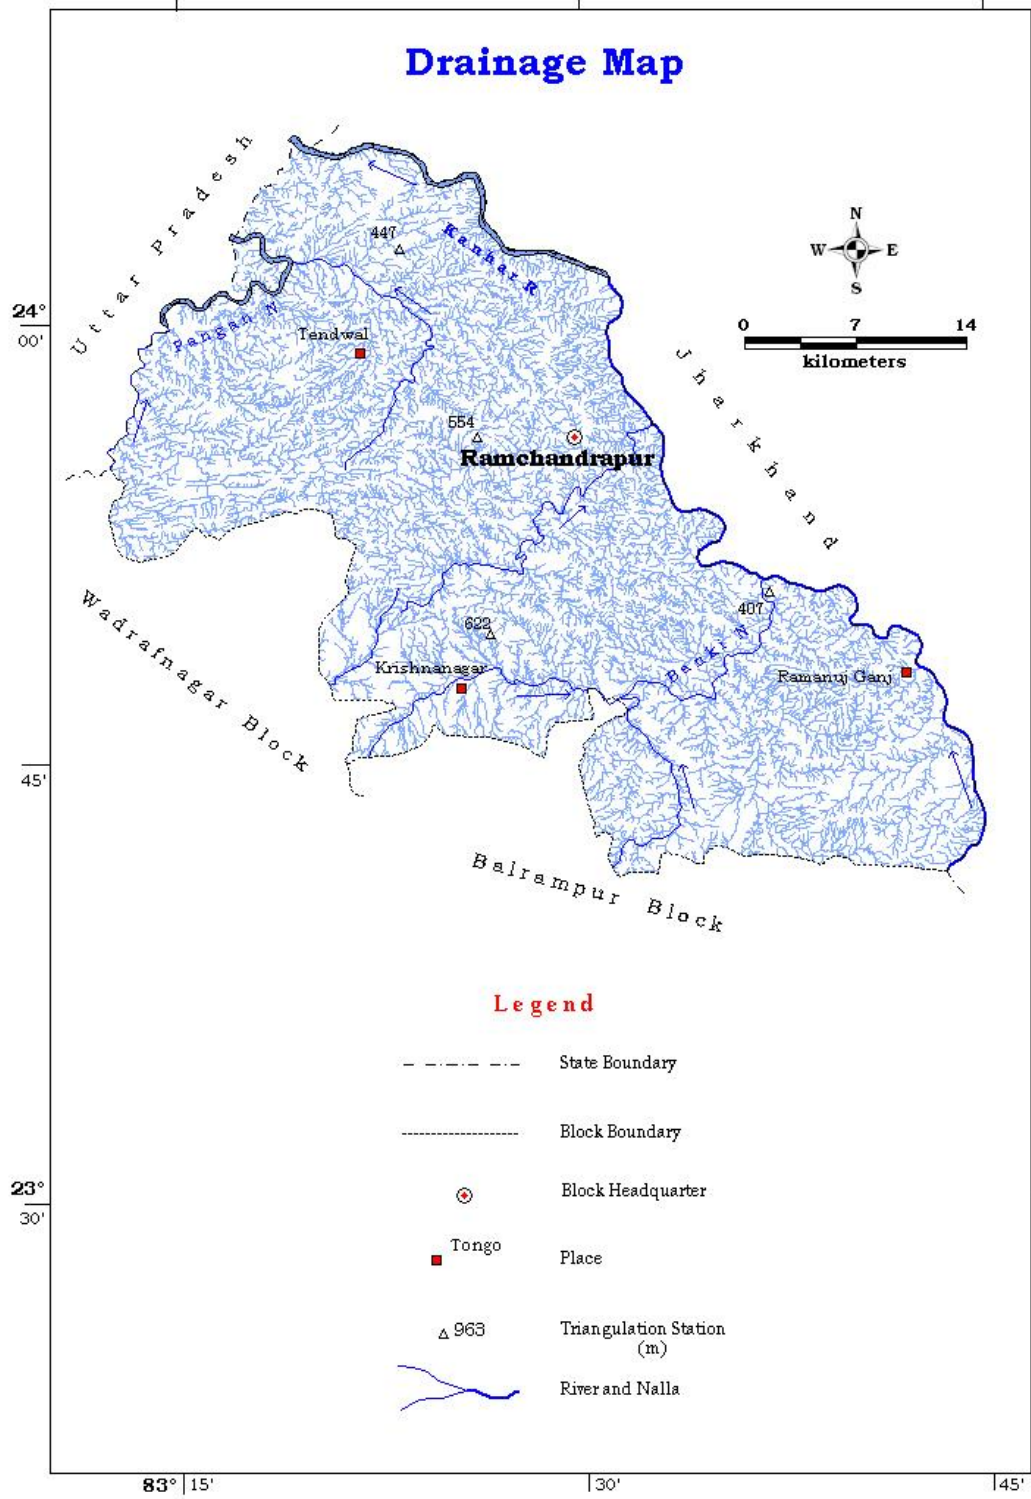 Drainage Map
Uttar Pradesh
447
Kanhar R
N
W E
S
24°
00'
Pangan N
Tendwal
0 7 14
kilometers
Jharkhand
554
Ramchandrapur
Wadrafnagar Block
622
407
Krishnanagar
Banki N
Ramanuj Ganj
45'
Balrampur Block
Legend
State Boundary
Block Boundary
23°
30'
Block Headquarter
Tongo
Place
963
Triangulation Station
(m)
River and Nalla
83° 15' 30' 45'